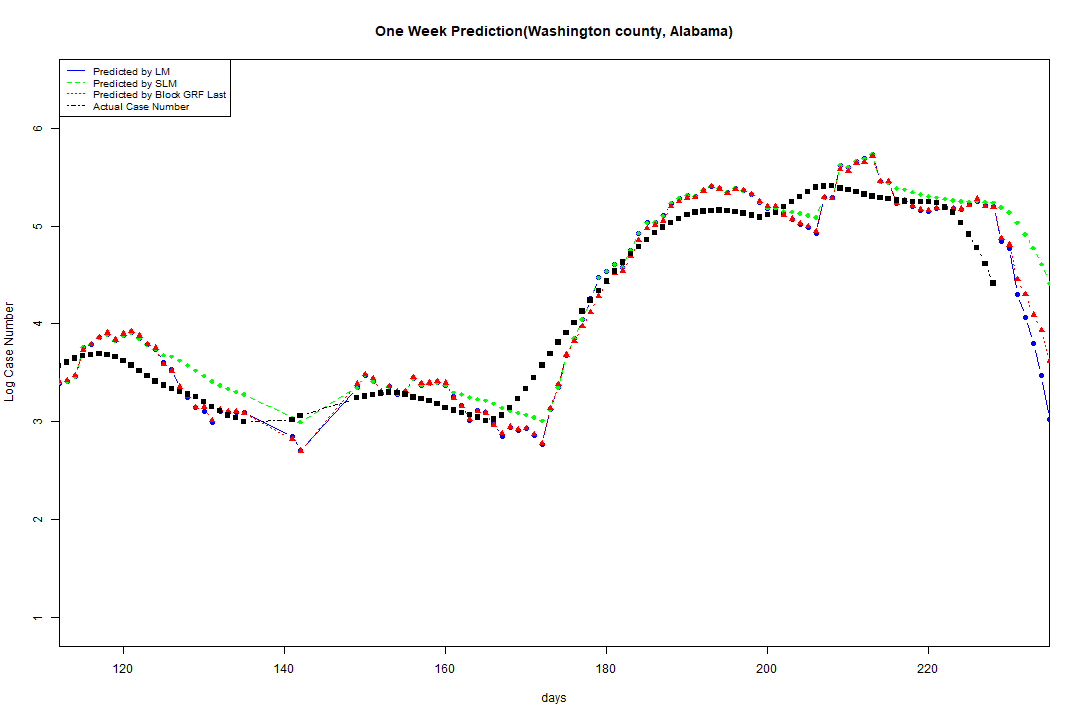 One Week Prediction(Washington county, Alabama)
Predicted by LM
Predicted by SLM
Predicted by Block GRF Last
Actual Case Number
6
5
4
3
2
1
Log Case Number
120 140 160 180 200 220
days